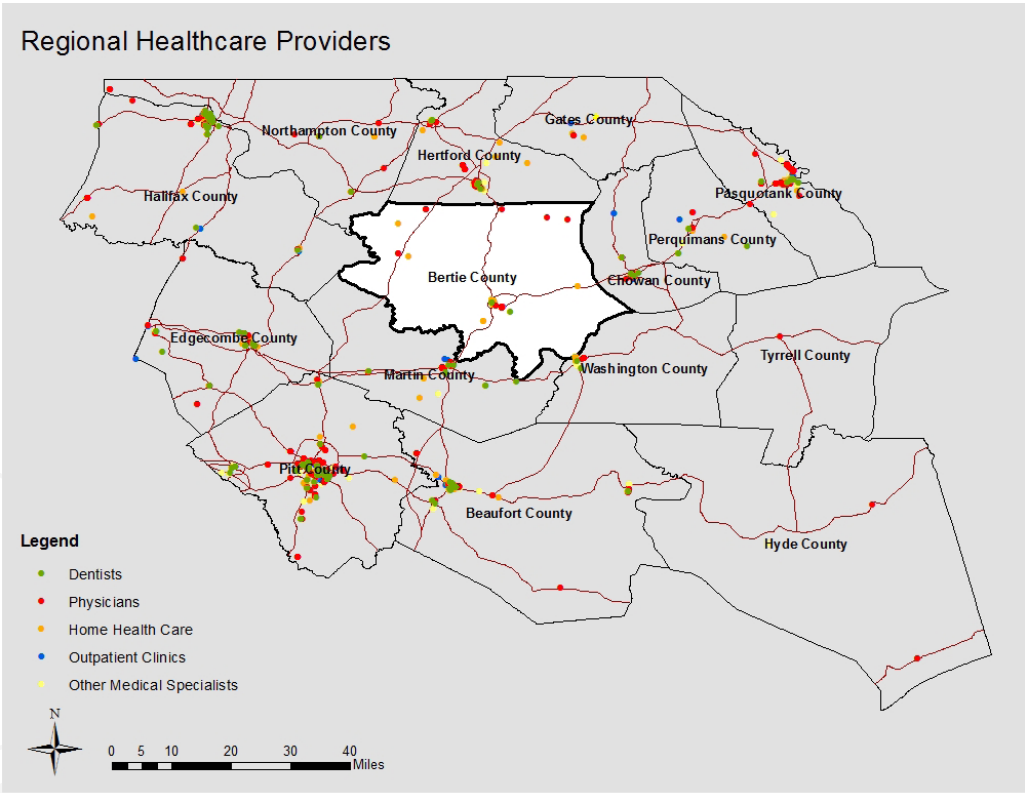 Regional Healthcare Providers
Gates County
Northampton County
Hertford County
Pasquotank County
Halifax County
Perquimans County
Bertie County
Chowan County
Edgecombe County
Tyrrell County
Martin County
Washington County
Pitt County
Beaufort County
Hyde County
Legend
Dentists
Physicians
Home Health Care
Outpatient Clinics
Other Medical Specialists
N
0 5 10 20 30 40
Miles